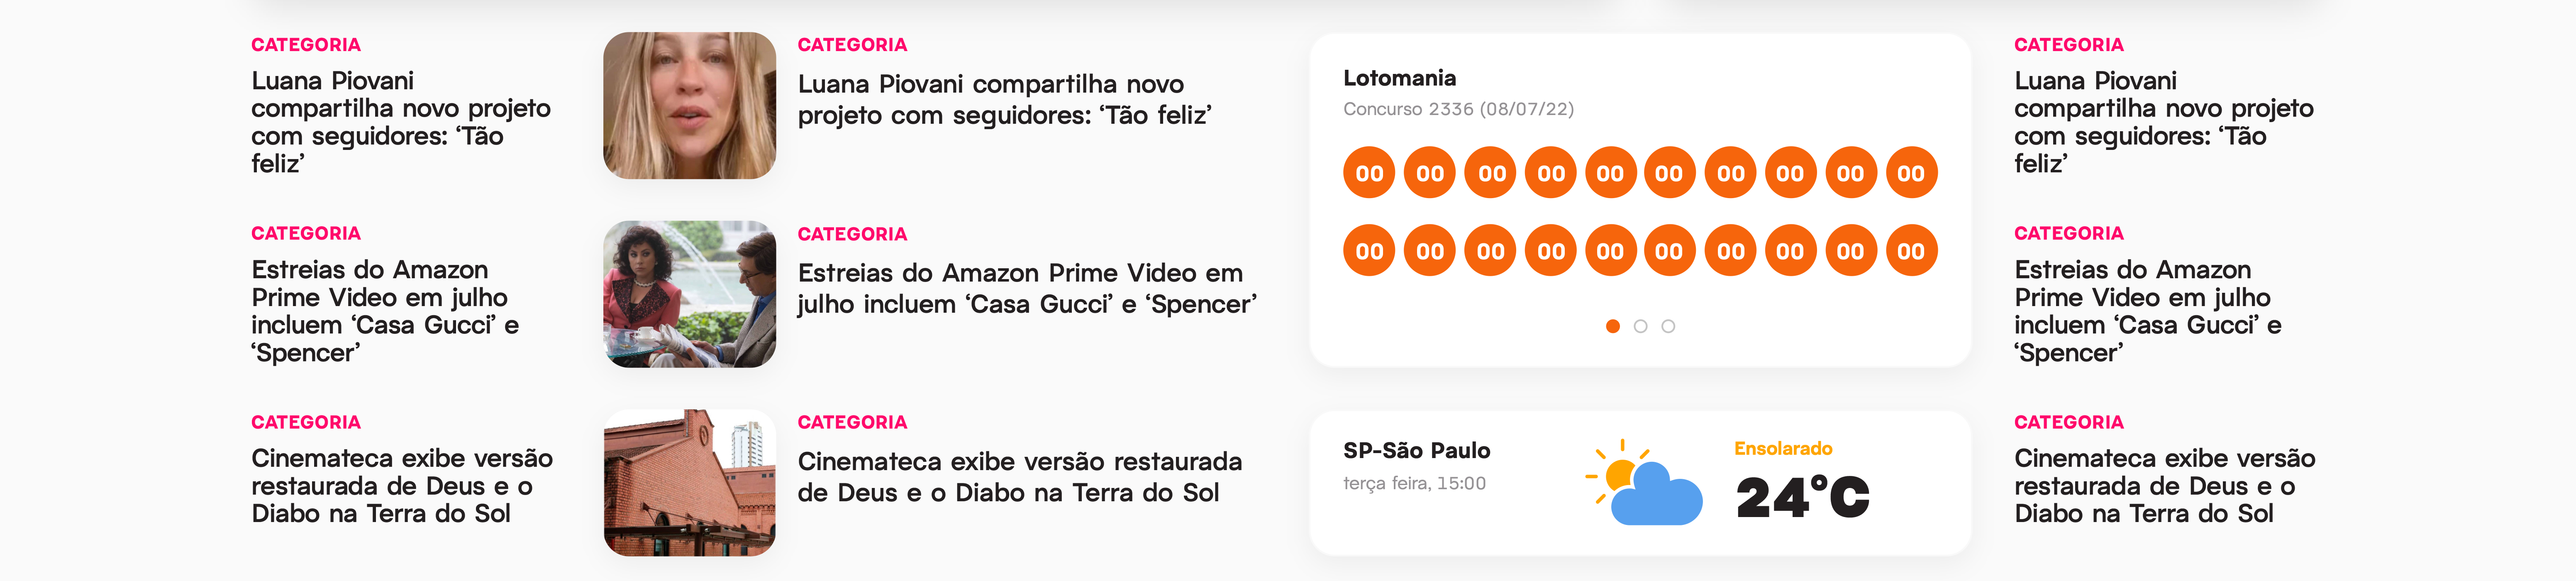 CATEGORIA
Luana Piovani
compartilha novo projeto
com seguidores: ‘Tão
feliz’
CATEGORIA
Estreias do Amazon
Prime Video em julho
incluem ‘Casa Gucci’ e
‘Spencer’
CATEGORIA
Cinemateca exibe versão
restaurada de Deus e o
Diabo na Terra do Sol
CATEGORIA
Luana Piovani compartilha novo
projeto com seguidores: ‘Tão feliz’
CATEGORIA
Estreias do Amazon Prime Video em
julho incluem ‘Casa Gucci’ e ‘Spencer’
CATEGORIA
Cinemateca exibe versão restaurada
de Deus e o Diabo na Terra do Sol
Lotomania
Concurso 2336 (08/07/22)
00 00 00 00 00 00 00 00 00 00
00 00 00 00 00 00 00 00 00 00
SP-São Paulo
terça feira, 15:00
Ensolarado
24°C
CATEGORIA
Luana Piovani
compartilha novo projeto
com seguidores: ‘Tão
feliz’
CATEGORIA
Estreias do Amazon
Prime Video em julho
incluem ‘Casa Gucci’ e
‘Spencer’
CATEGORIA
Cinemateca exibe versão
restaurada de Deus e o
Diabo na Terra do Sol